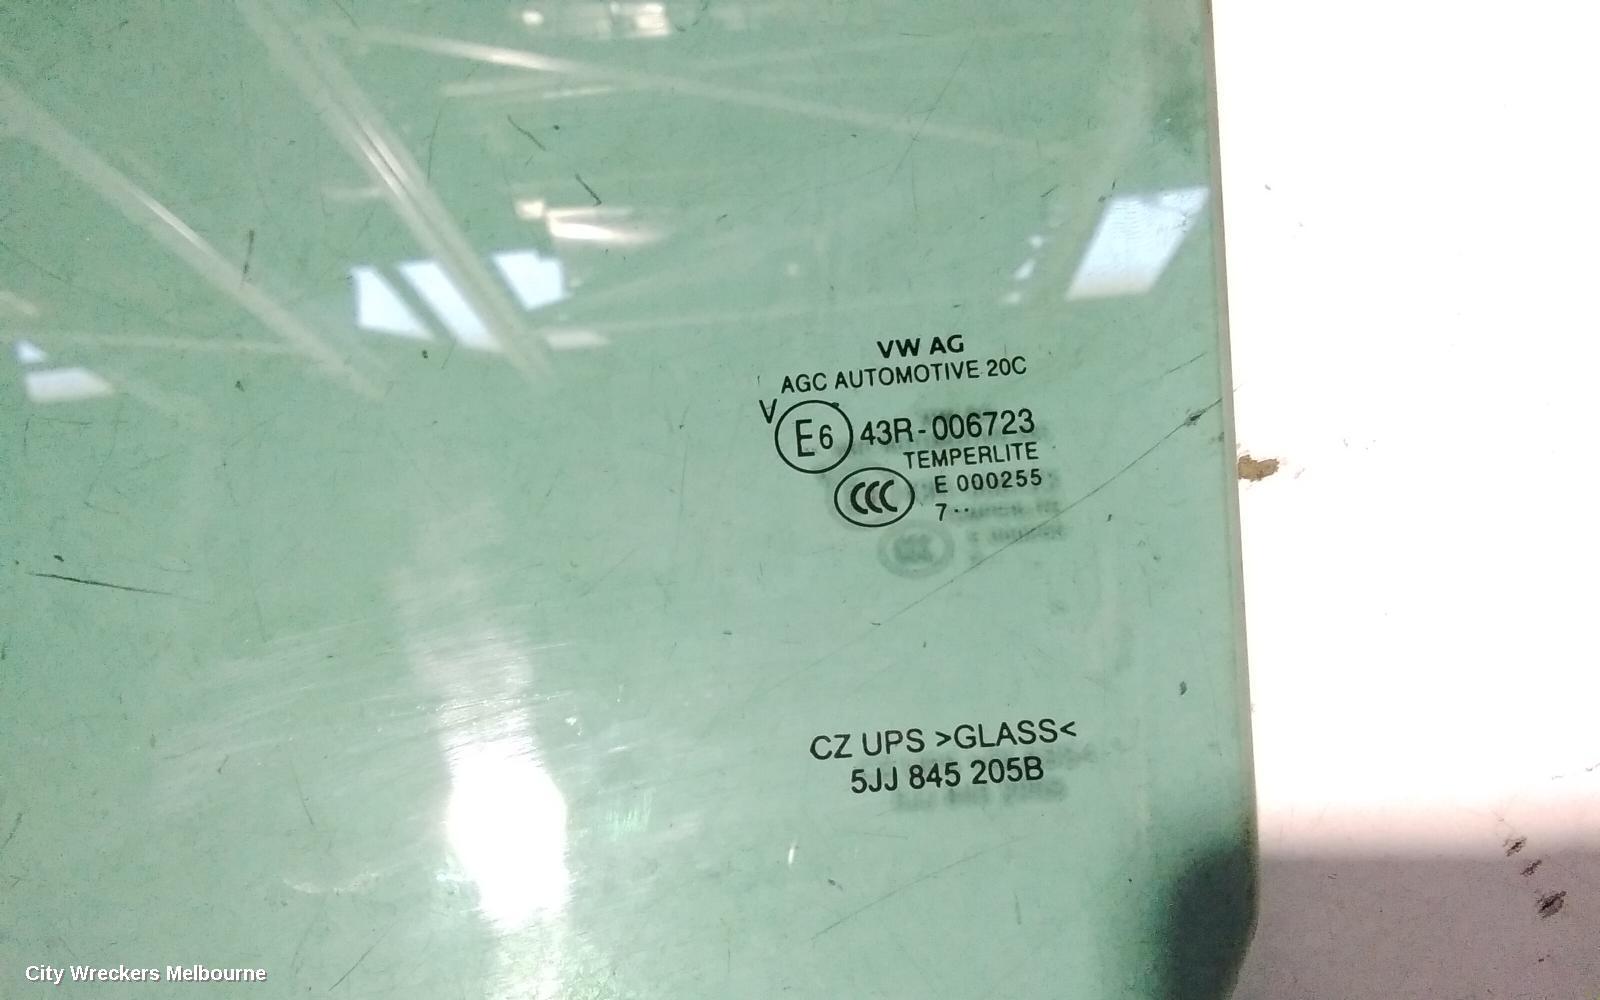 VW AG
AGC AUTOMOTIVE 20C
V
E6 43R-006723
TEMPERLITE
CCC E 000255
7··
CZ UPS >GLASS<
5JJ 845 205B
City Wreckers Melbourne